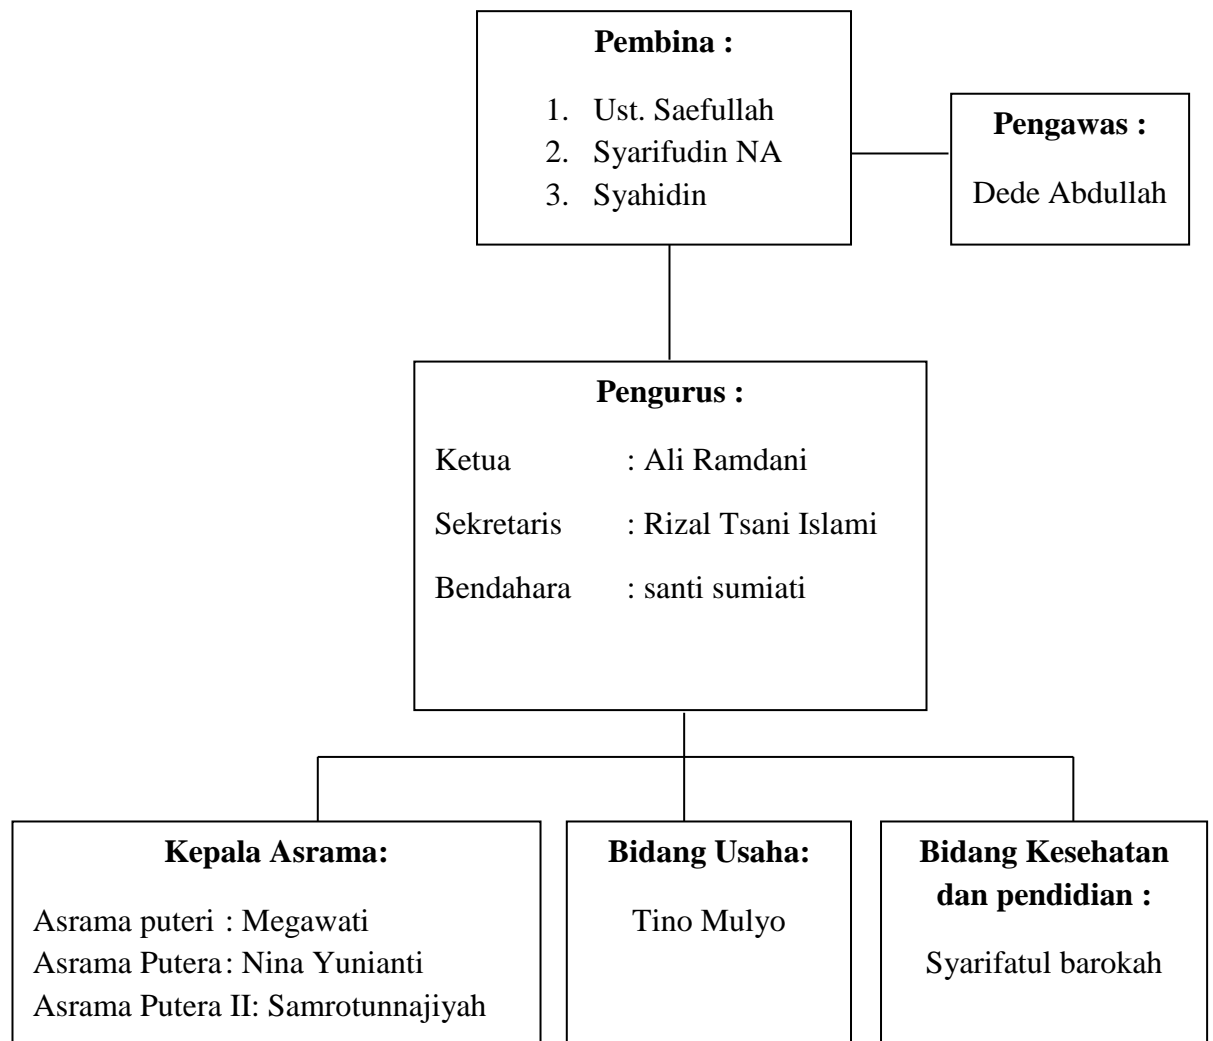 Pembina :
1. Ust. Saefullah
2. Syarifudin NA
3. Syahidin
Pengawas :
Dede Abdullah
Pengurus :
Ketua : Ali Ramdani
Sekretaris : Rizal Tsani Islami
Bendahara : santi sumiati
Kepala Asrama:
Asrama puteri : Megawati
Asrama Putera : Nina Yunianti
Asrama Putera II: Samrotunnajiyah
Bidang Usaha:
Tino Mulyo
Bidang Kesehatan
dan pendidian :
Syarifatul barokah